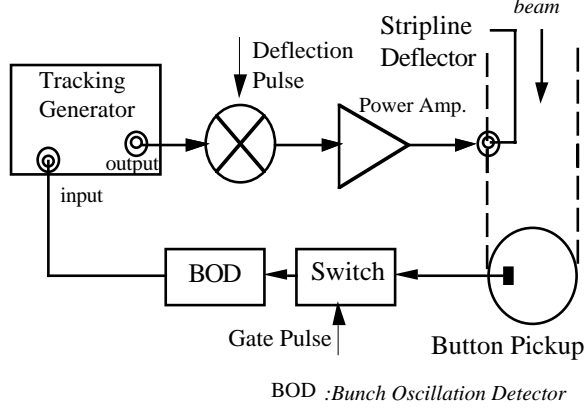 beam
Stripline
Deflector
Deflection
Pulse
Tracking
Generator
Power Amp.
output
input
BOD
Switch
Gate Pulse
Button Pickup
BOD :Bunch Oscillation Detector